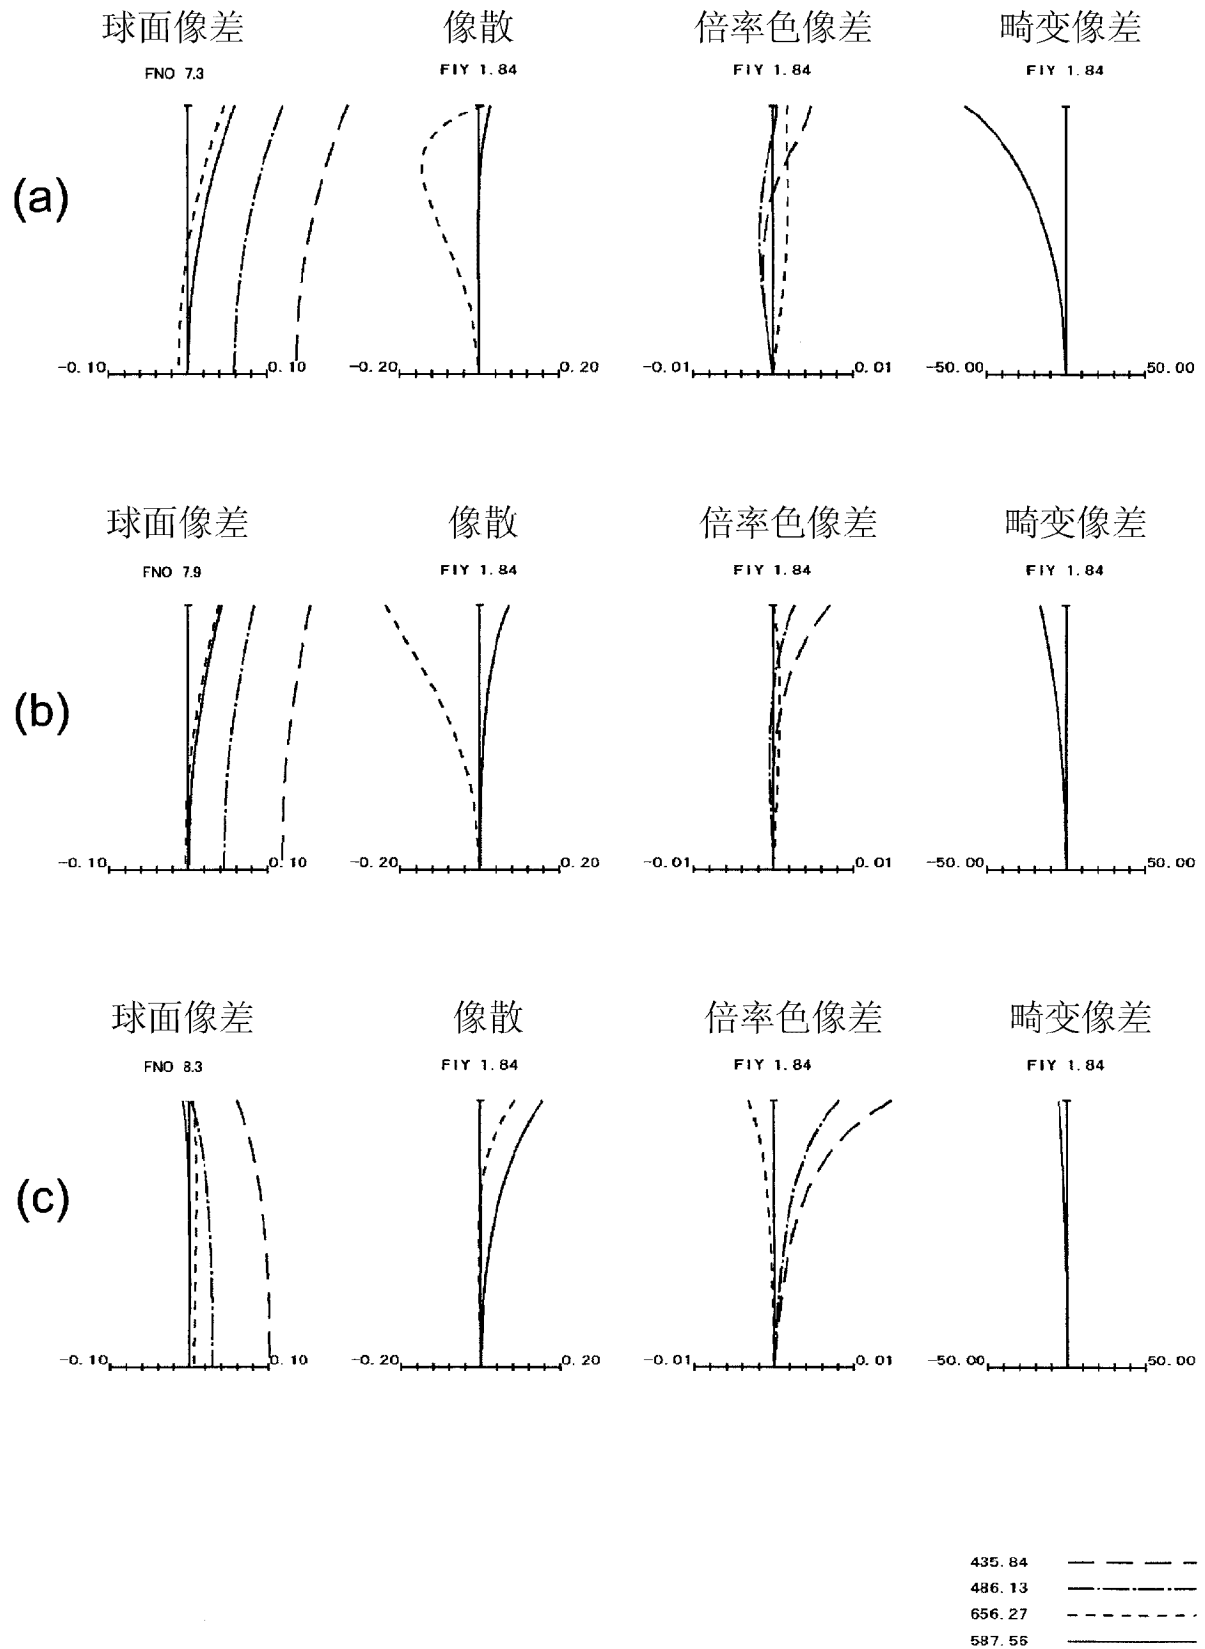 球面像差 像散 倍率色像差 畸变像差
FNO 7.3 FIY 1.84 FIY 1.84 FIY 1.84
(a)
-0.10 0.10 -0.20 0.20 -0.01 0.01 -50.00 50.00
球面像差 像散 倍率色像差 畸变像差
FNO 7.9 FIY 1.84 FIY 1.84 FIY 1.84
(b)
-0.10 0.10 -0.20 0.20 -0.01 0.01 -50.00 50.00
球面像差 像散 倍率色像差 畸变像差
FNO 8.3 FIY 1.84 FIY 1.84 FIY 1.84
(c)
-0.10 0.10 -0.20 0.20 -0.01 0.01 -50.00 50.00
435.84
486.13
656.27
587.56